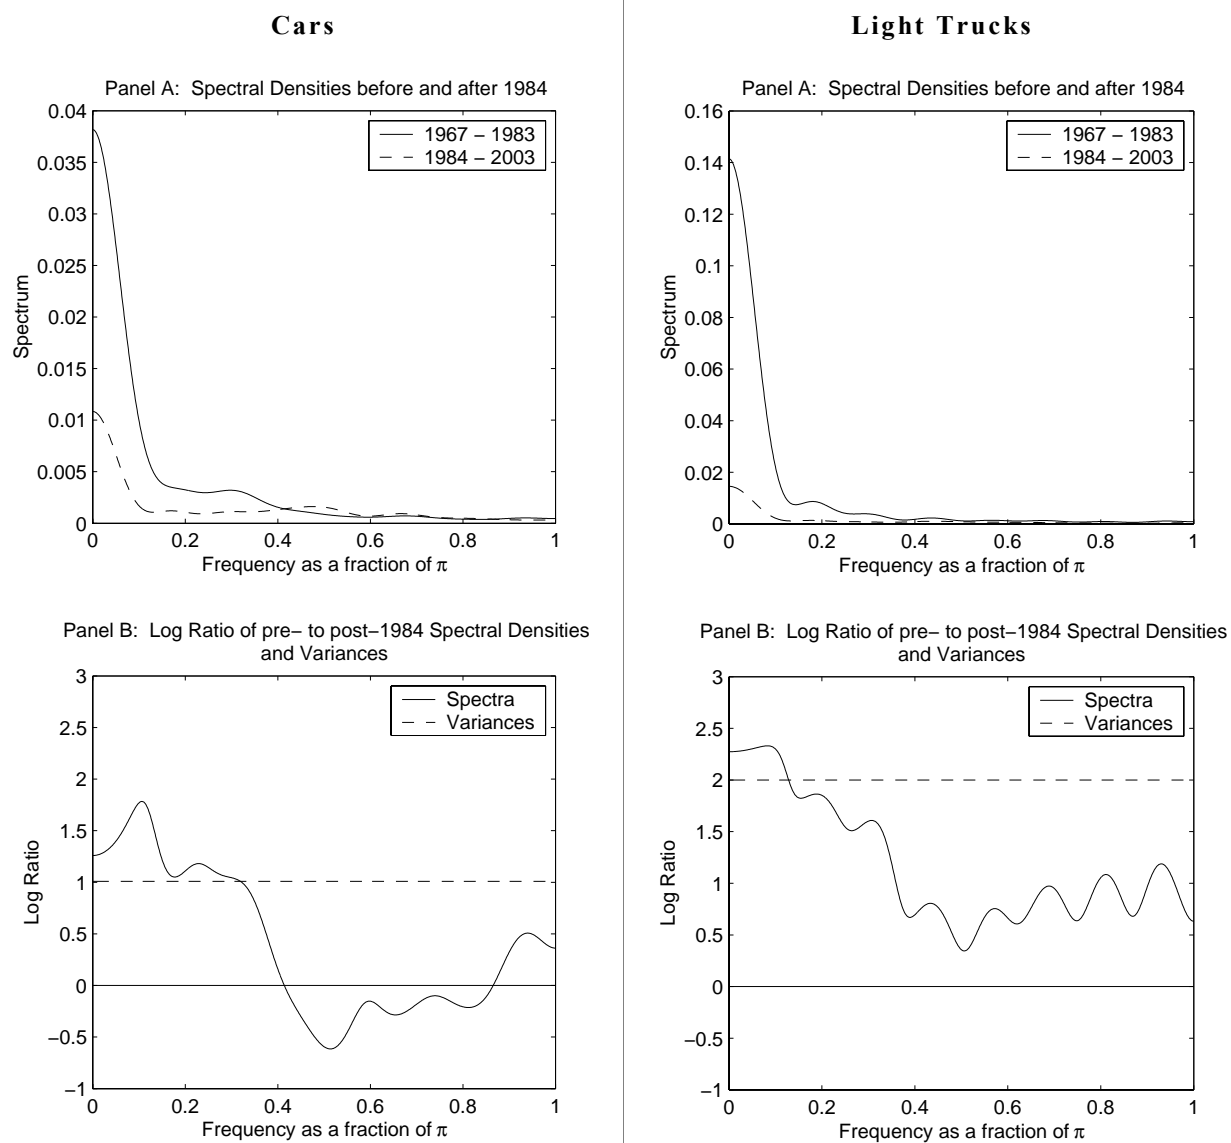 Cars
Panel A: Spectral Densities before and after 1984
0.04
0.035
0.03
0.025
0.02
0.015
0.01
0.005
0
Spectrum
1967 – 1983
1984 – 2003
0
0.2
0.4
0.6
0.8
1
Frequency as a fraction of π
Panel B: Log Ratio of pre– to post–1984 Spectral Densities
and Variances
3
2.5
2
1.5
1
0.5
0
–0.5
–1
Log Ratio
Spectra
Variances
0
0.2
0.4
0.6
0.8
1
Frequency as a fraction of π
Light Trucks
Panel A: Spectral Densities before and after 1984
0.16
0.14
0.12
0.1
0.08
0.06
0.04
0.02
0
Spectrum
1967 – 1983
1984 – 2003
0
0.2
0.4
0.6
0.8
1
Frequency as a fraction of π
Panel B: Log Ratio of pre– to post–1984 Spectral Densities
and Variances
3
2.5
2
1.5
1
0.5
0
–0.5
–1
Log Ratio
Spectra
Variances
0
0.2
0.4
0.6
0.8
1
Frequency as a fraction of π